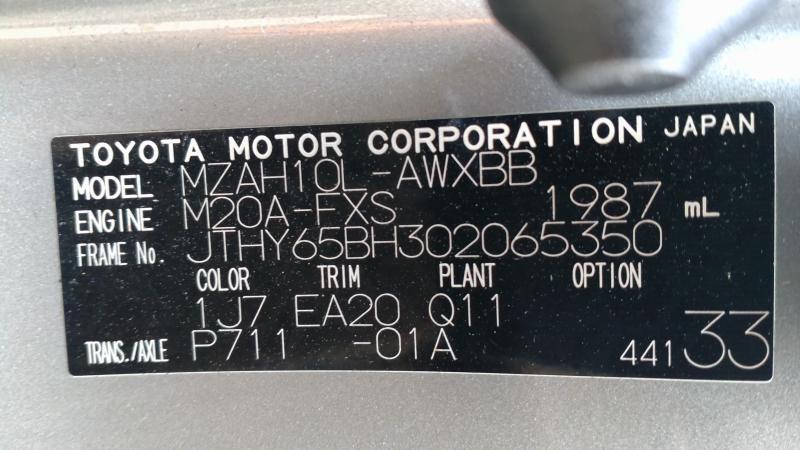 TOYOTA MOTOR CORPORATION JAPAN
MODEL MZAH10L-AWXBB
ENGINE M20A-FXS 1987 mL
FRAME No. JTHY65BH302065350
COLOR TRIM PLANT OPTION
1J7 EA20 Q11
TRANS./AXLE P711 -01A 441 33